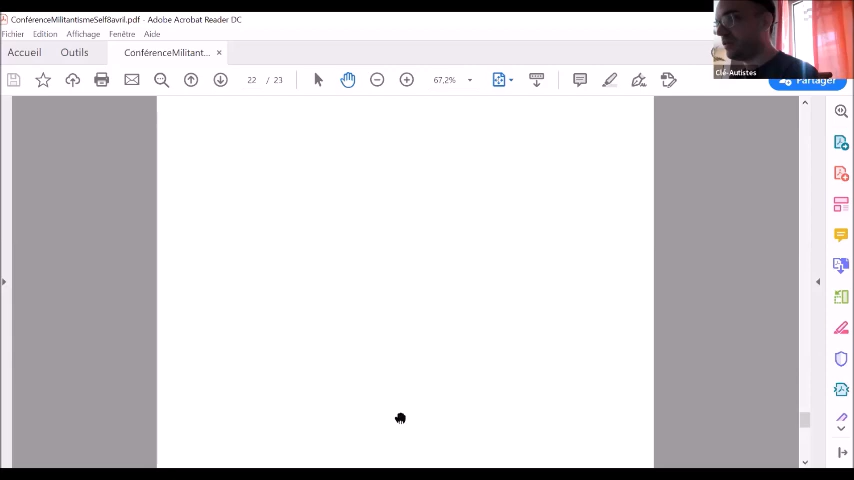 ConférenceMilitantismeSelf8avril.pdf - Adobe Acrobat Reader DC
Fichier Edition Affichage Fenêtre Aide
Accueil Outils ConférenceMilitant... ×
22 / 23 67,2%
Partager
Clé-Autistes